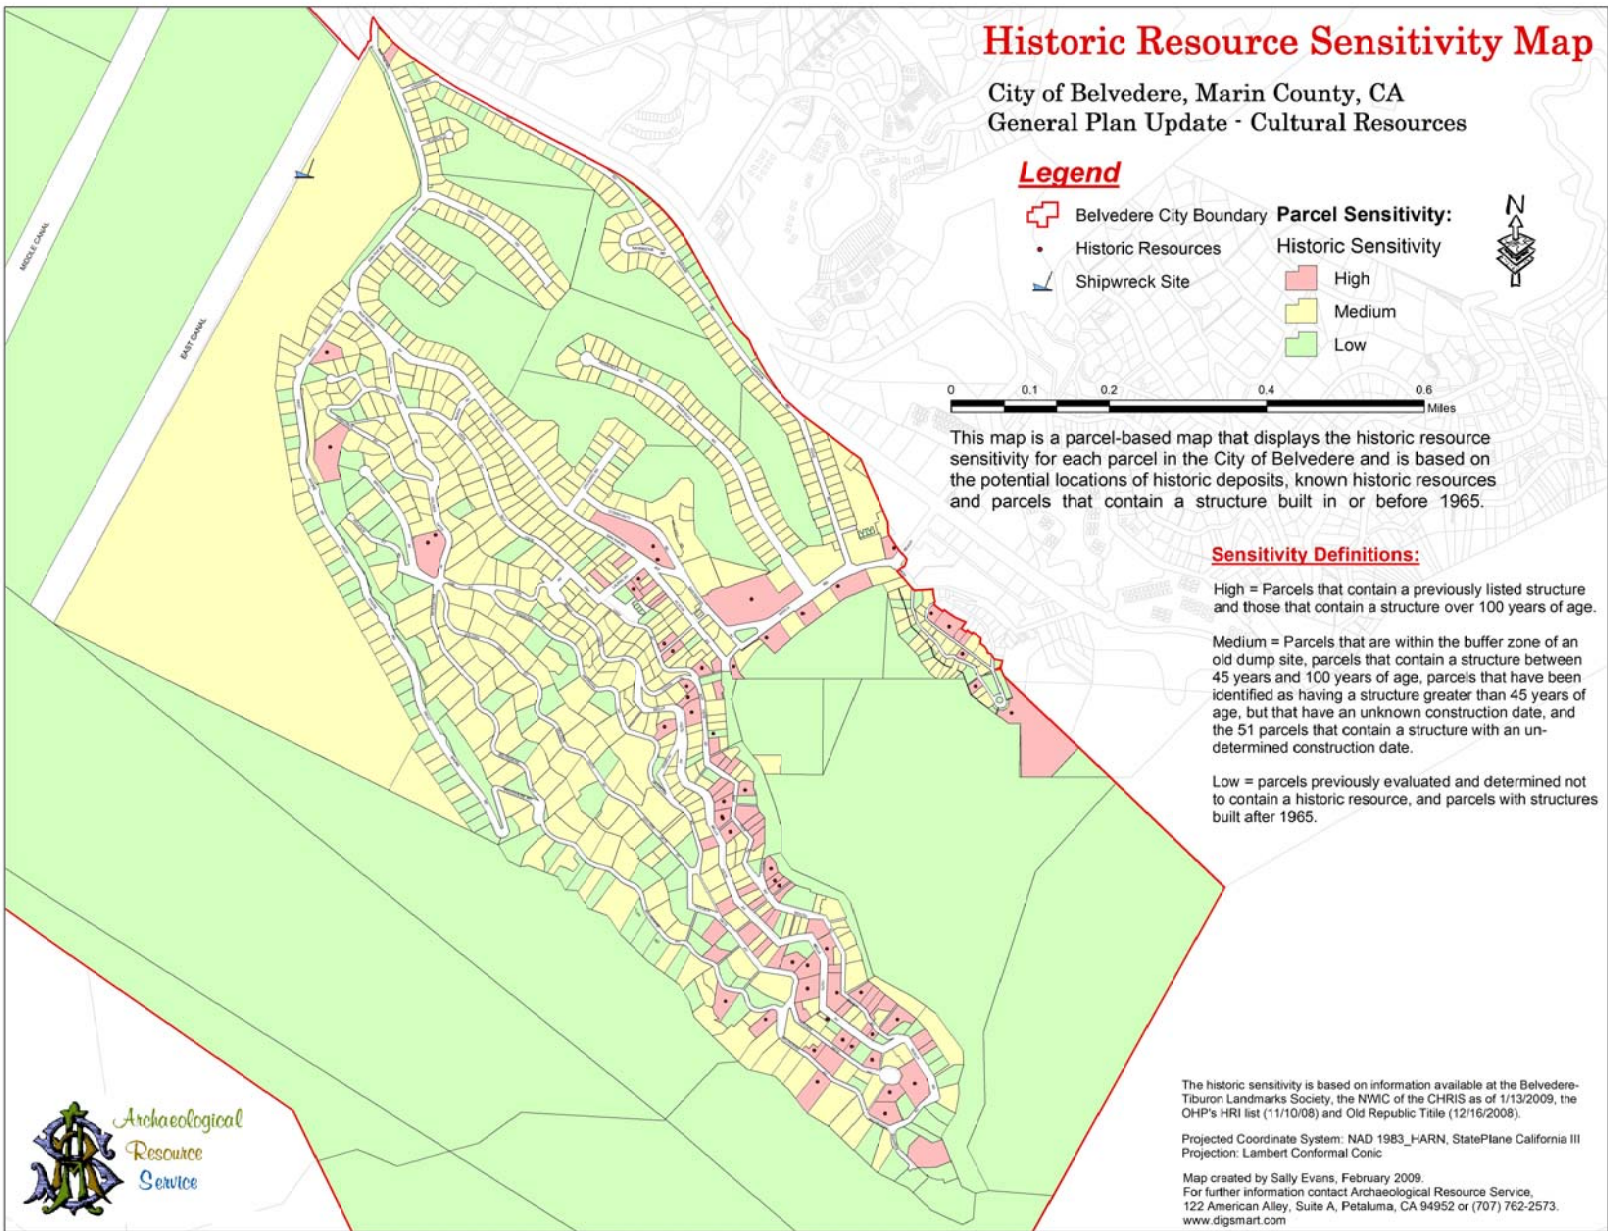 Historic Resource Sensitivity Map
City of Belvedere, Marin County, CA
General Plan Update - Cultural Resources
Legend
Belvedere City Boundary
Historic Resources
Shipwreck Site
Parcel Sensitivity:
Historic Sensitivity
High
Medium
Low
N
0 0.1 0.2 0.4 0.6
Miles
This map is a parcel-based map that displays the historic resource
sensitivity for each parcel in the City of Belvedere and is based on
the potential locations of historic deposits, known historic resources
and parcels that contain a structure built in or before 1965.
Sensitivity Definitions:
High = Parcels that contain a previously listed structure
and those that contain a structure over 100 years of age.
Medium = Parcels that are within the buffer zone of an
old dump site, parcels that contain a structure between
45 years and 100 years of age, parcels that have been
identified as having a structure greater than 45 years of
age, but that have an unknown construction date, and
the 51 parcels that contain a structure with an un-
determined construction date.
Low = parcels previously evaluated and determined not
to contain a historic resource, and parcels with structures
built after 1965.
MIDDLE CANAL
EAST CANAL
Archaeological
Resource
Service
The historic sensitivity is based on information available at the Belvedere-
Tiburon Landmarks Society, the NWIC of the CHRIS as of 1/13/2009, the
OHP's HRI list (11/10/08) and Old Republic Titile (12/16/2008).
Projected Coordinate System: NAD 1983_HARN, StatePlane California III
Projection: Lambert Conformal Conic
Map created by Sally Evans, February 2009.
For further information contact Archaeological Resource Service,
122 American Alley, Suite A, Petaluma, CA 94952 or (707) 762-2573.
www.digsmart.com